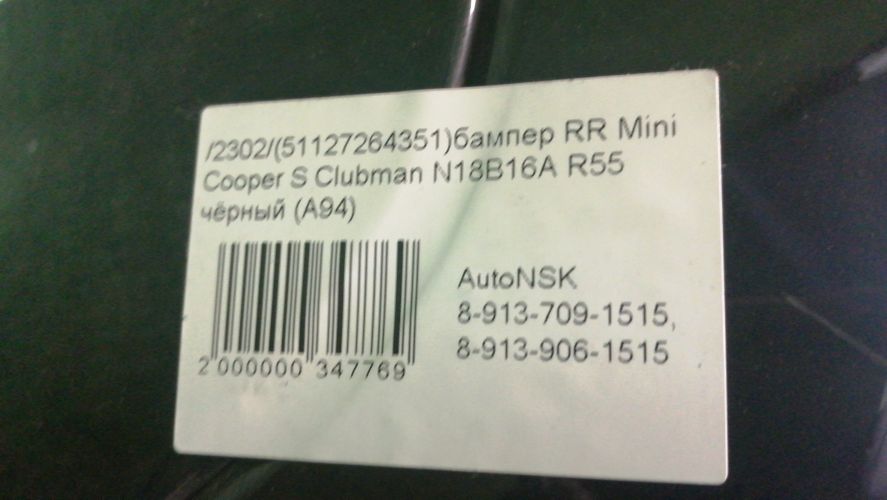 /2302/(51127264351)бампер RR Mini
Cooper S Clubman N18B16A R55
чёрный (A94)
AutoNSK
8-913-709-1515,
8-913-906-1515
2 000000 347769